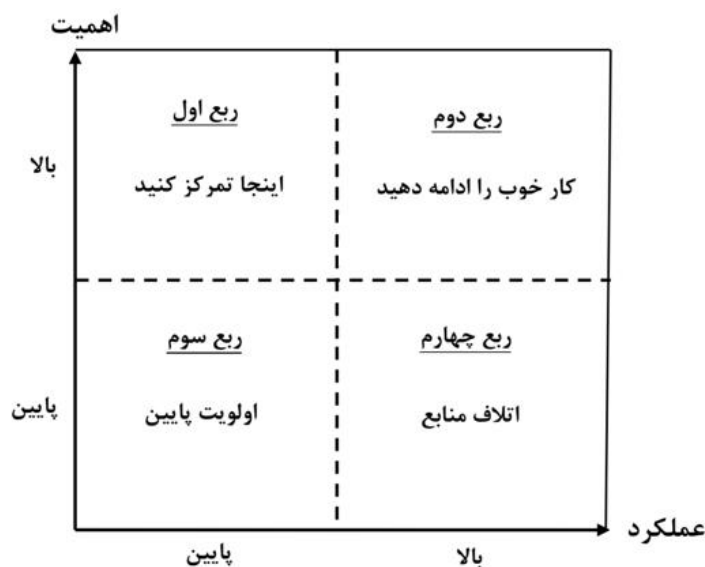 اهمیت
ربع دوم
ربع اول
بالا
کار خوب را ادامه دهید
اینجا تمرکز کنید
ربع چهارم
ربع سوم
پایین
اتلاف منابع
اولویت پایین
عملکرد
بالا
پایین